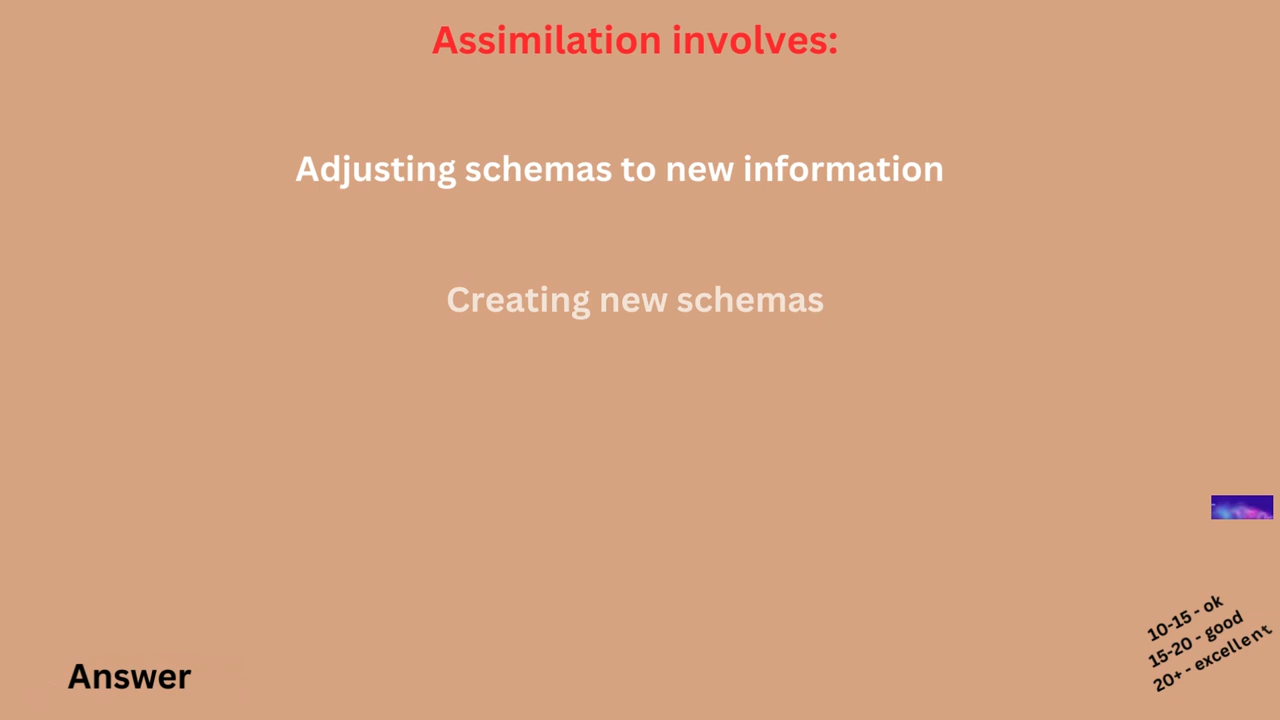 Assimilation involves:
Adjusting schemas to new information
Creating new schemas
10-15 - ok
15-20 - good
20+ - excellent
Answer